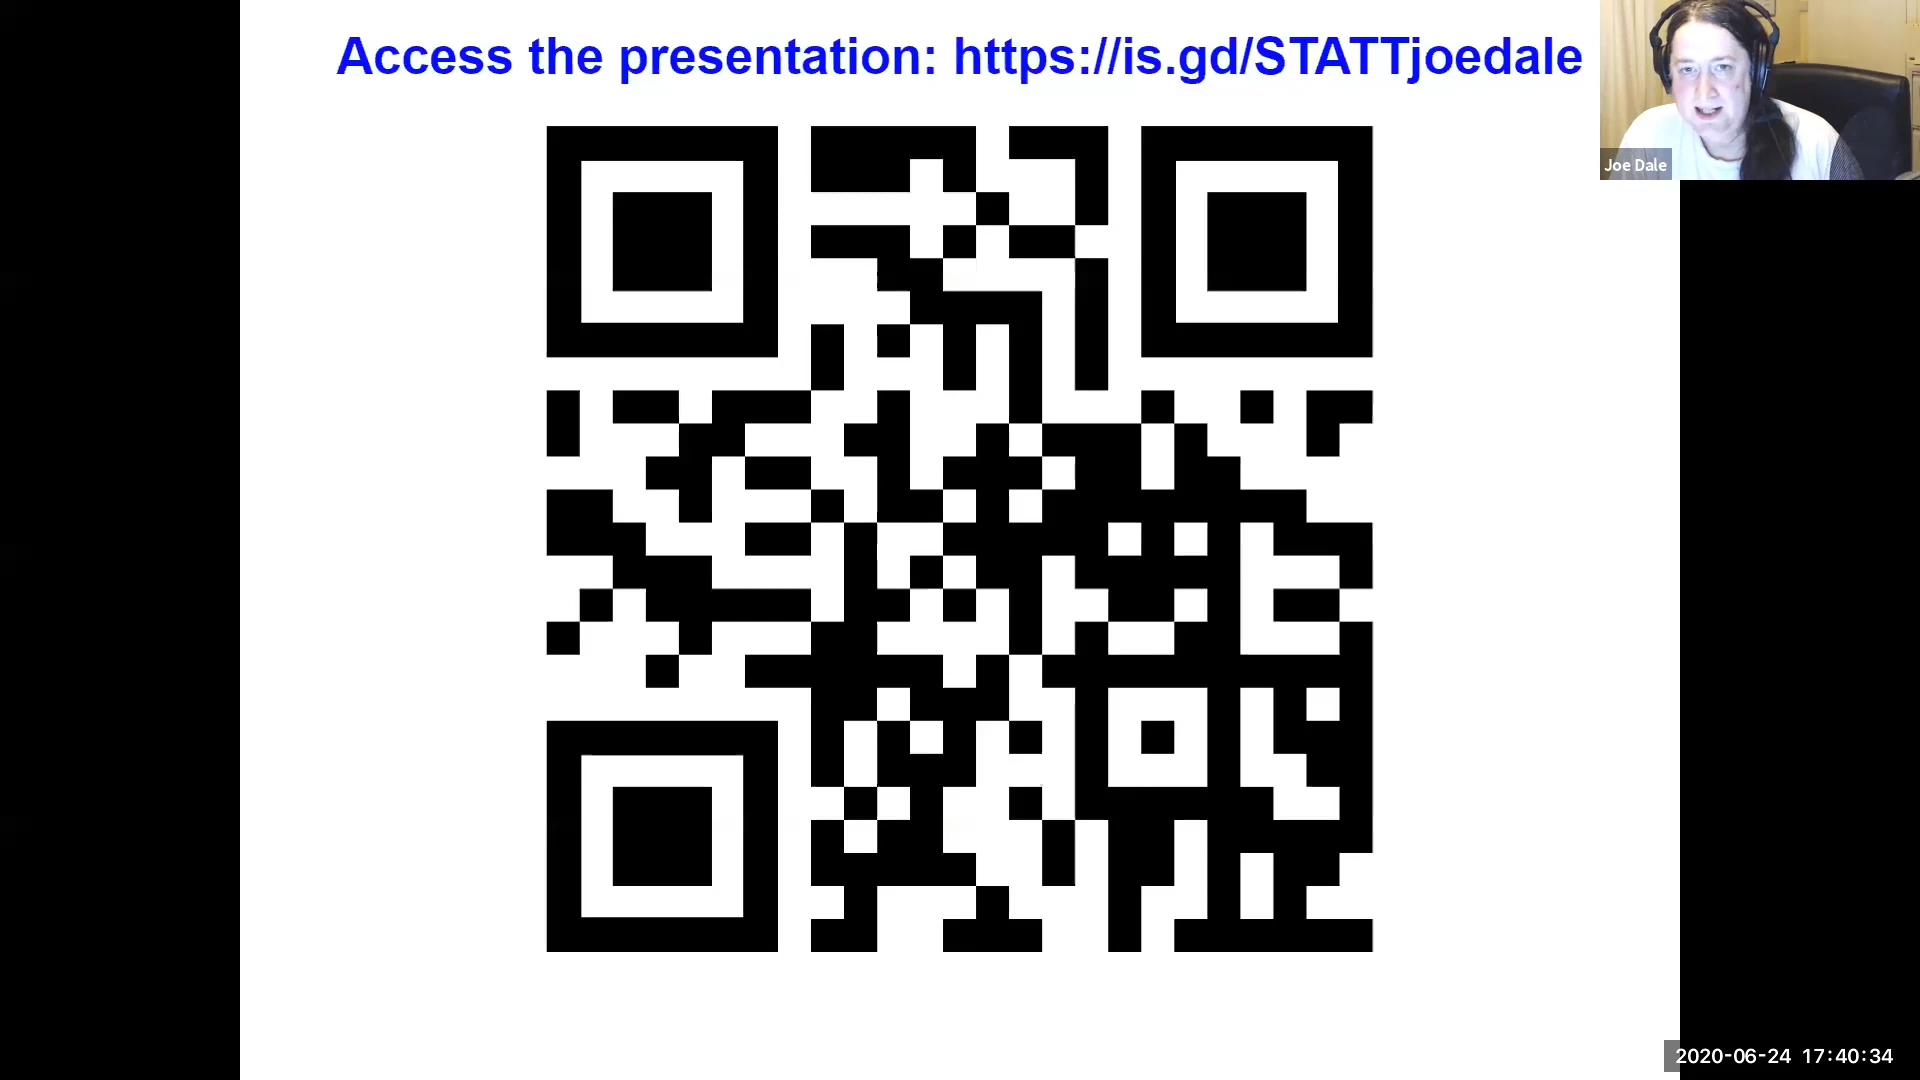 Access the presentation: https://is.gd/STATTjoedale
Joe Dale
2020-06-24 17:40:34